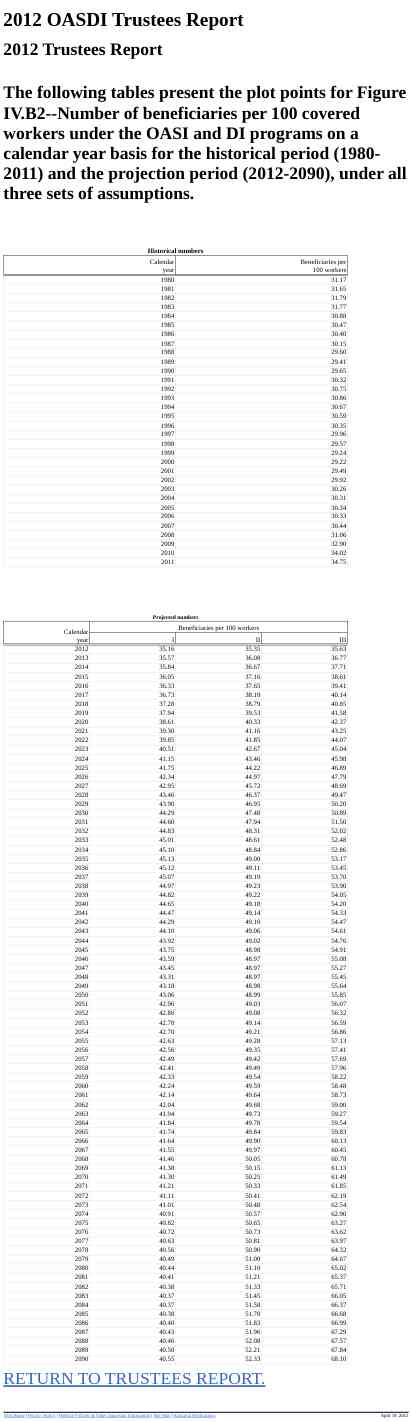 2012 OASDI Trustees Report
2012 Trustees Report
The following tables present the plot points for Figure
IV.B2--Number of beneficiaries per 100 covered
workers under the OASI and DI programs on a
calendar year basis for the historical period (1980-
2011) and the projection period (2012-2090), under all
three sets of assumptions.
Historical numbers
Calendar Beneficiaries per
year 100 workers
1980 31.17
1981 31.65
1982 31.79
1983 31.77
1984 30.88
1985 30.47
1986 30.40
1987 30.15
1988 29.60
1989 29.41
1990 29.65
1991 30.32
1992 30.75
1993 30.86
1994 30.67
1995 30.59
1996 30.35
1997 29.96
1998 29.57
1999 29.24
2000 29.22
2001 29.49
2002 29.92
2003 30.26
2004 30.31
2005 30.34
2006 30.33
2007 30.44
2008 31.06
2009 32.90
2010 34.02
2011 34.75
Projected numbers
Calendar Beneficiaries per 100 workers
year I II III
2012 35.16 35.35 35.63
2013 35.57 36.08 36.77
2014 35.84 36.67 37.71
2015 36.05 37.16 38.61
2016 36.33 37.65 39.41
2017 36.73 38.19 40.14
2018 37.28 38.79 40.85
2019 37.94 39.53 41.58
2020 38.61 40.33 42.37
2021 39.30 41.16 43.25
2022 39.85 41.85 44.07
2023 40.51 42.67 45.04
2024 41.15 43.46 45.98
2025 41.75 44.22 46.89
2026 42.34 44.97 47.79
2027 42.95 45.72 48.69
2028 43.46 46.37 49.47
2029 43.90 46.95 50.20
2030 44.29 47.48 50.89
2031 44.60 47.94 51.50
2032 44.83 48.31 52.02
2033 45.01 48.61 52.48
2034 45.10 48.84 52.86
2035 45.13 49.00 53.17
2036 45.12 49.11 53.45
2037 45.07 49.19 53.70
2038 44.97 49.23 53.90
2039 44.82 49.22 54.05
2040 44.65 49.18 54.20
2041 44.47 49.14 54.33
2042 44.29 49.10 54.47
2043 44.10 49.06 54.61
2044 43.92 49.02 54.76
2045 43.75 48.98 54.91
2046 43.59 48.97 55.08
2047 43.45 48.97 55.27
2048 43.31 48.97 55.45
2049 43.18 48.98 55.64
2050 43.06 48.99 55.85
2051 42.96 49.03 56.07
2052 42.86 49.08 56.32
2053 42.78 49.14 56.59
2054 42.70 49.21 56.86
2055 42.63 49.28 57.13
2056 42.56 49.35 57.41
2057 42.49 49.42 57.69
2058 42.41 49.49 57.96
2059 42.33 49.54 58.22
2060 42.24 49.59 58.48
2061 42.14 49.64 58.73
2062 42.04 49.68 59.00
2063 41.94 49.73 59.27
2064 41.84 49.78 59.54
2065 41.74 49.84 59.83
2066 41.64 49.90 60.13
2067 41.55 49.97 60.45
2068 41.46 50.05 60.78
2069 41.38 50.15 61.13
2070 41.30 50.25 61.49
2071 41.21 50.33 61.85
2072 41.11 50.41 62.19
2073 41.01 50.48 62.54
2074 40.91 50.57 62.90
2075 40.82 50.65 63.27
2076 40.72 50.73 63.62
2077 40.63 50.81 63.97
2078 40.56 50.90 64.32
2079 40.49 51.00 64.67
2080 40.44 51.10 65.02
2081 40.41 51.21 65.37
2082 40.38 51.33 65.71
2083 40.37 51.45 66.05
2084 40.37 51.58 66.37
2085 40.38 51.70 66.68
2086 40.40 51.83 66.99
2087 40.43 51.96 67.29
2088 40.46 52.08 67.57
2089 40.50 52.21 67.84
2090 40.55 52.33 68.10
RETURN TO TRUSTEES REPORT.